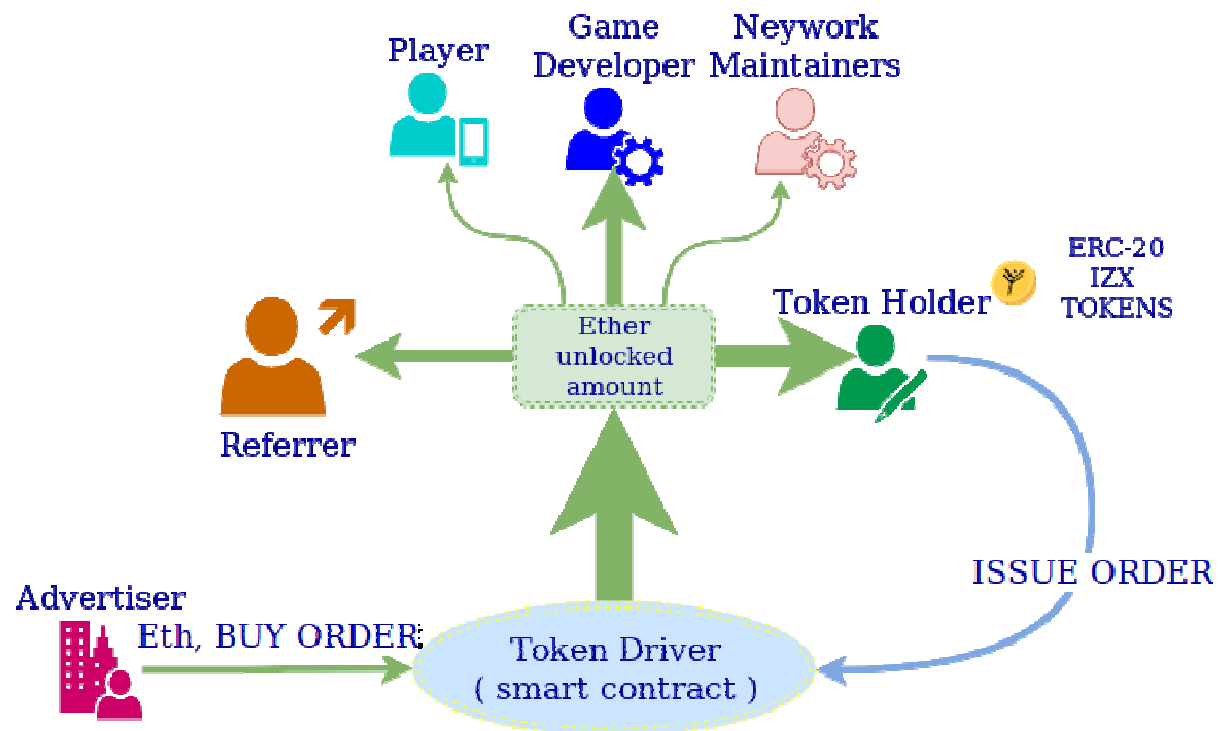 Player
Game
Developer
Neywork
Maintainers
ERC-20
IZX
TOKENS
Token Holder
Ether
unlocked
amount
Referrer
ISSUE ORDER
Advertiser
Eth, BUY ORDER
Token Driver
( smart contract )